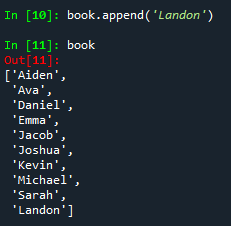 In [10]: book.append('Landon')
In [11]: book
Out[11]:
['Aiden',
 'Ava',
 'Daniel',
 'Emma',
 'Jacob',
 'Joshua',
 'Kevin',
 'Michael',
 'Sarah',
 'Landon']